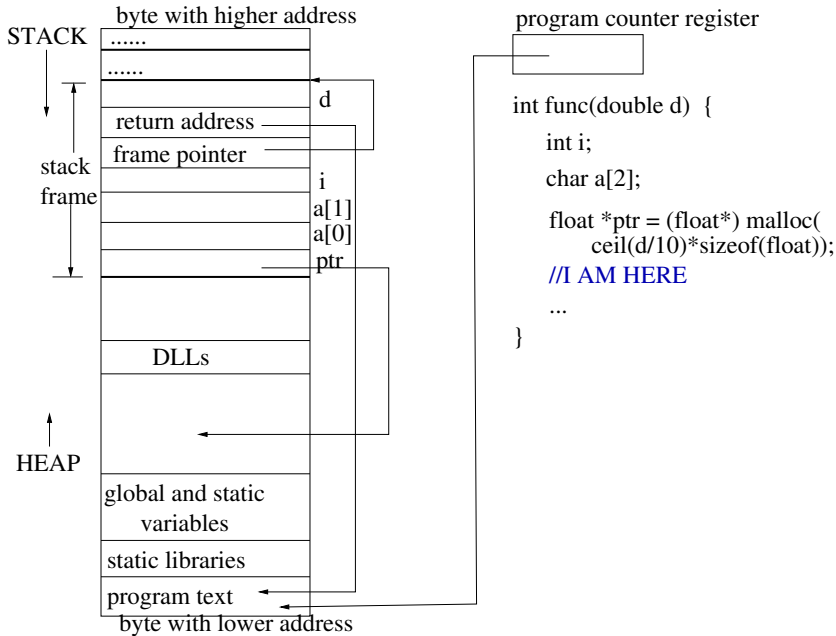 byte with higher address
STACK
......
......
d
return address
frame pointer
stack
frame
i
a[1]
a[0]
ptr
DLLs
HEAP
global and static
variables
static libraries
program text
byte with lower address
program counter register
int func(double d) {
int i;
char a[2];
float *ptr = (float*) malloc(
ceil(d/10)*sizeof(float));
//I AM HERE
...
}